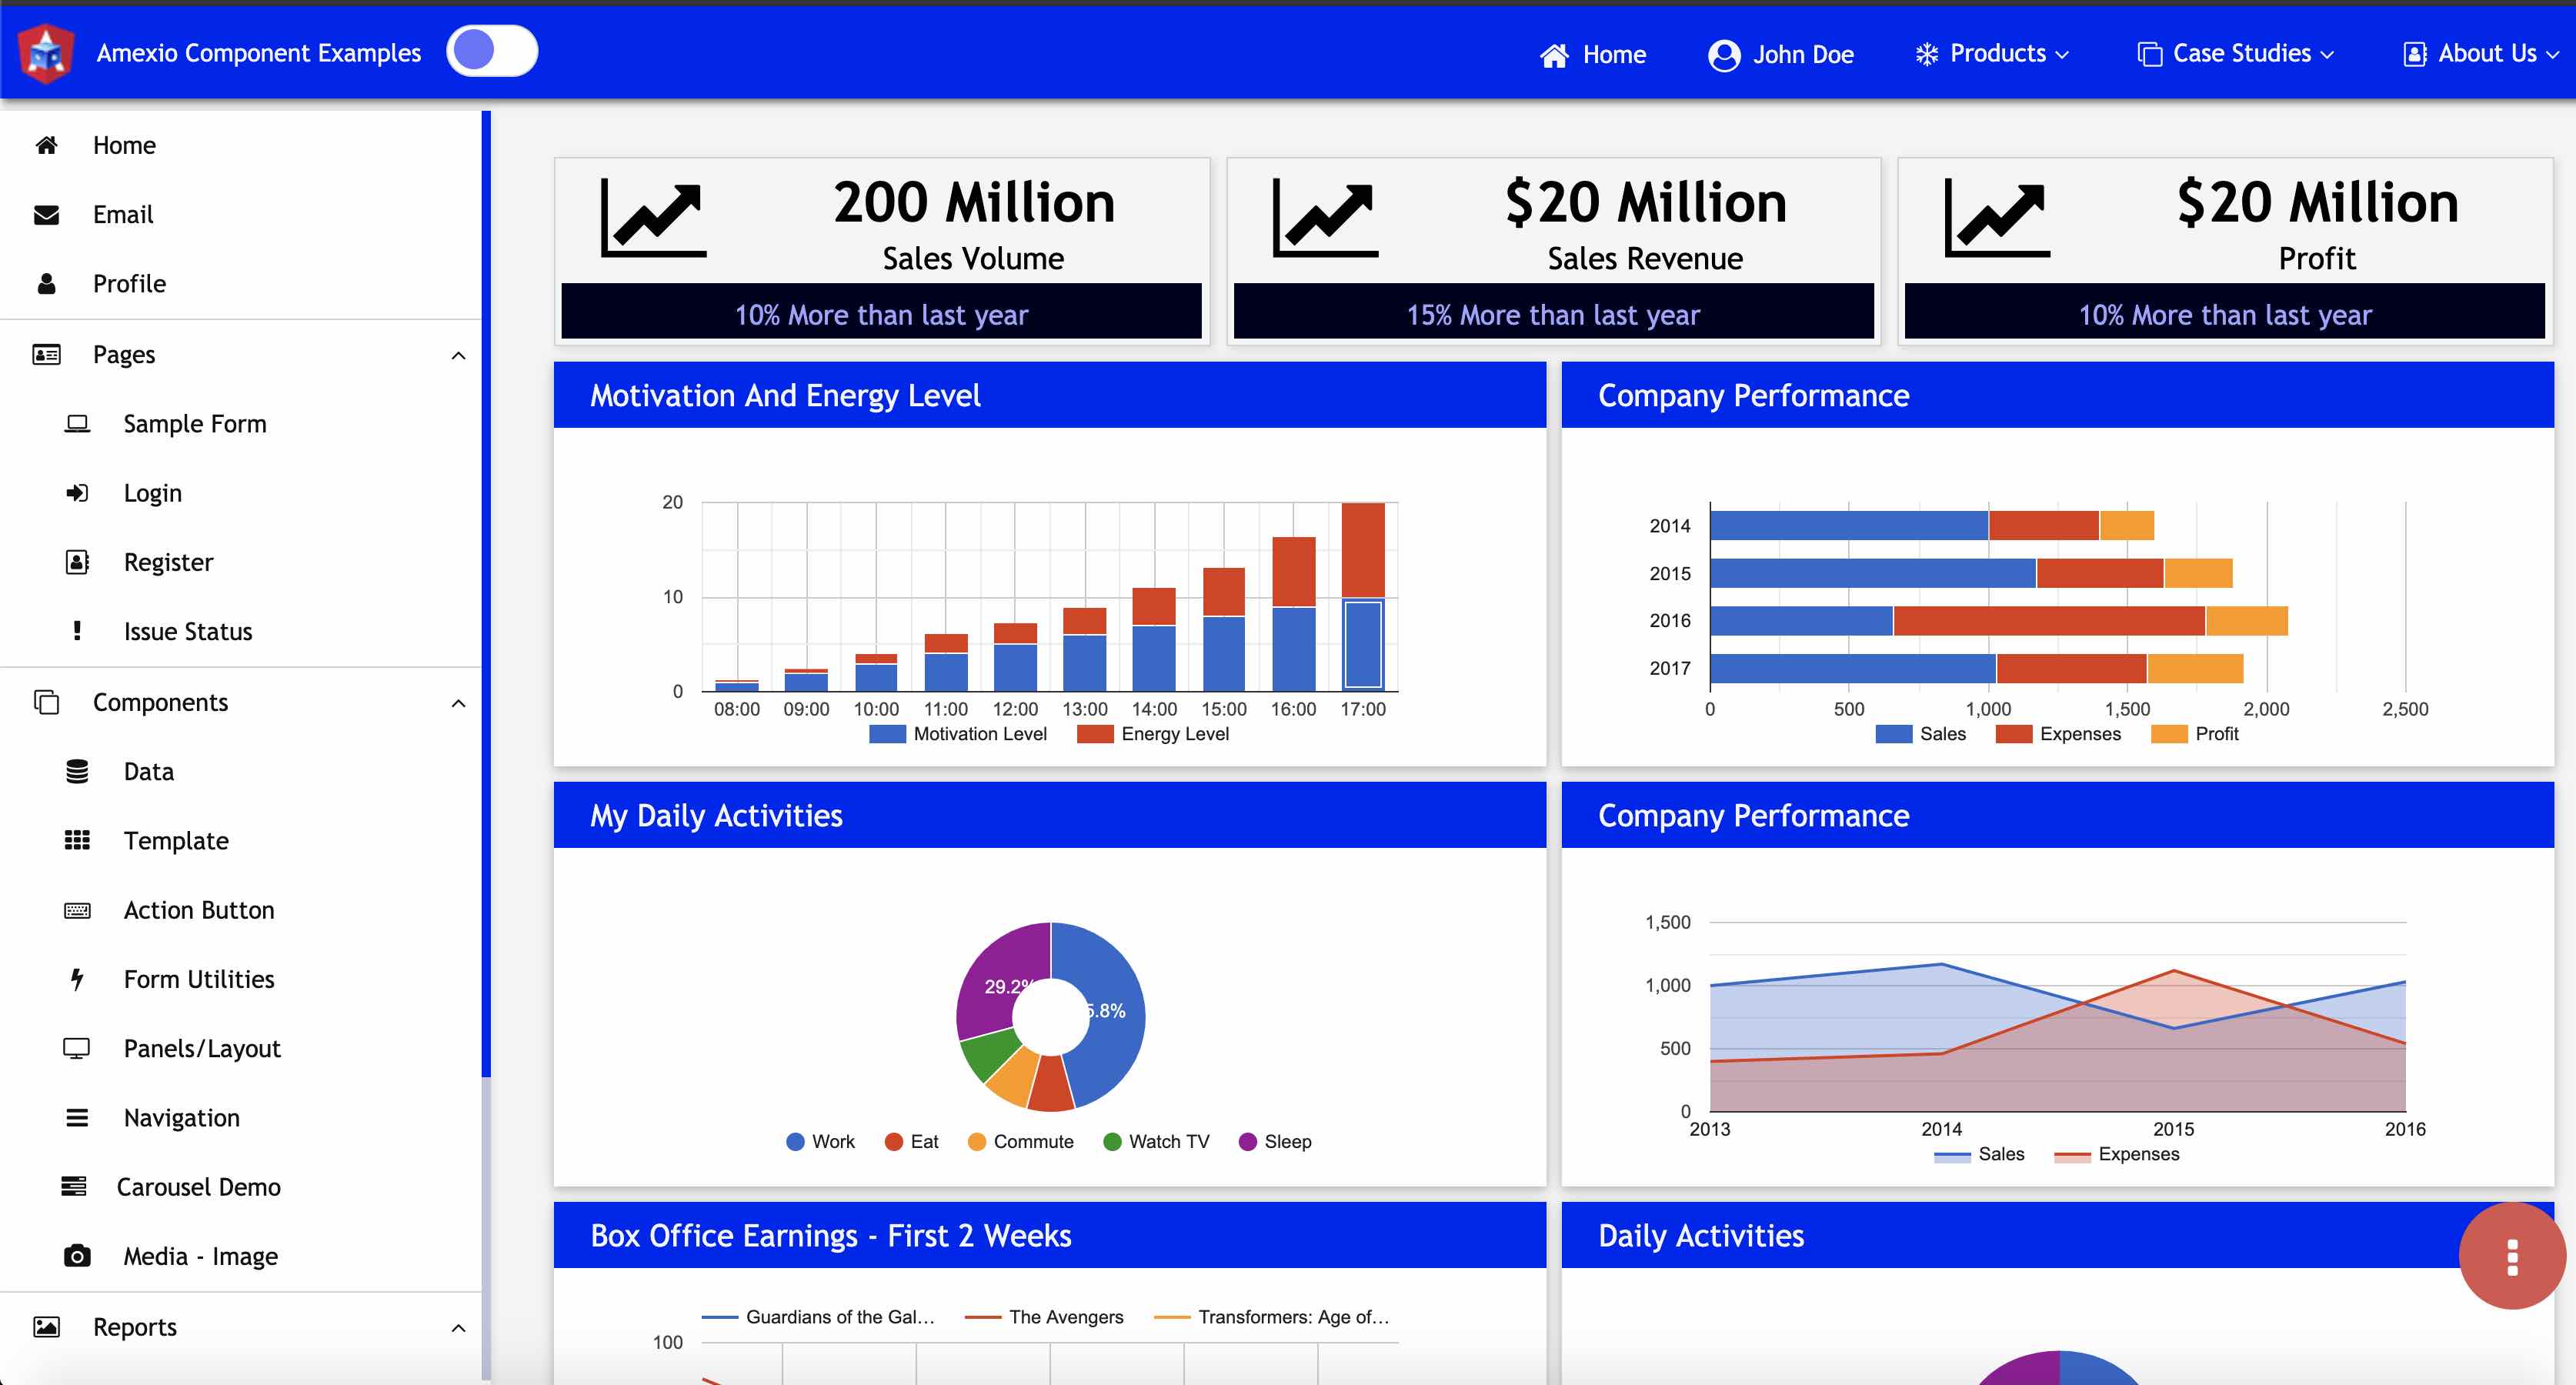 Amexio Component Examples
Home
John Doe
Products
Case Studies
About Us
Home
Email
Profile
Pages
Sample Form
Login
Register
Issue Status
Components
Data
Template
Action Button
Form Utilities
Panels/Layout
Navigation
Carousel Demo
Media - Image
Reports
200 Million
Sales Volume
10% More than last year
$20 Million
Sales Revenue
15% More than last year
$20 Million
Profit
10% More than last year
Motivation And Energy Level
20
10
0
08:00 09:00 10:00 11:00 12:00 13:00 14:00 15:00 16:00 17:00
Motivation Level Energy Level
Company Performance
2014
2015
2016
2017
0 500 1,000 1,500 2,000 2,500
Sales Expenses Profit
My Daily Activities
29.2%
5.8%
Work Eat Commute Watch TV Sleep
Company Performance
1,500
1,000
500
0
2013 2014 2015 2016
Sales Expenses
Box Office Earnings - First 2 Weeks
Guardians of the Gal... The Avengers Transformers: Age of...
100
Daily Activities